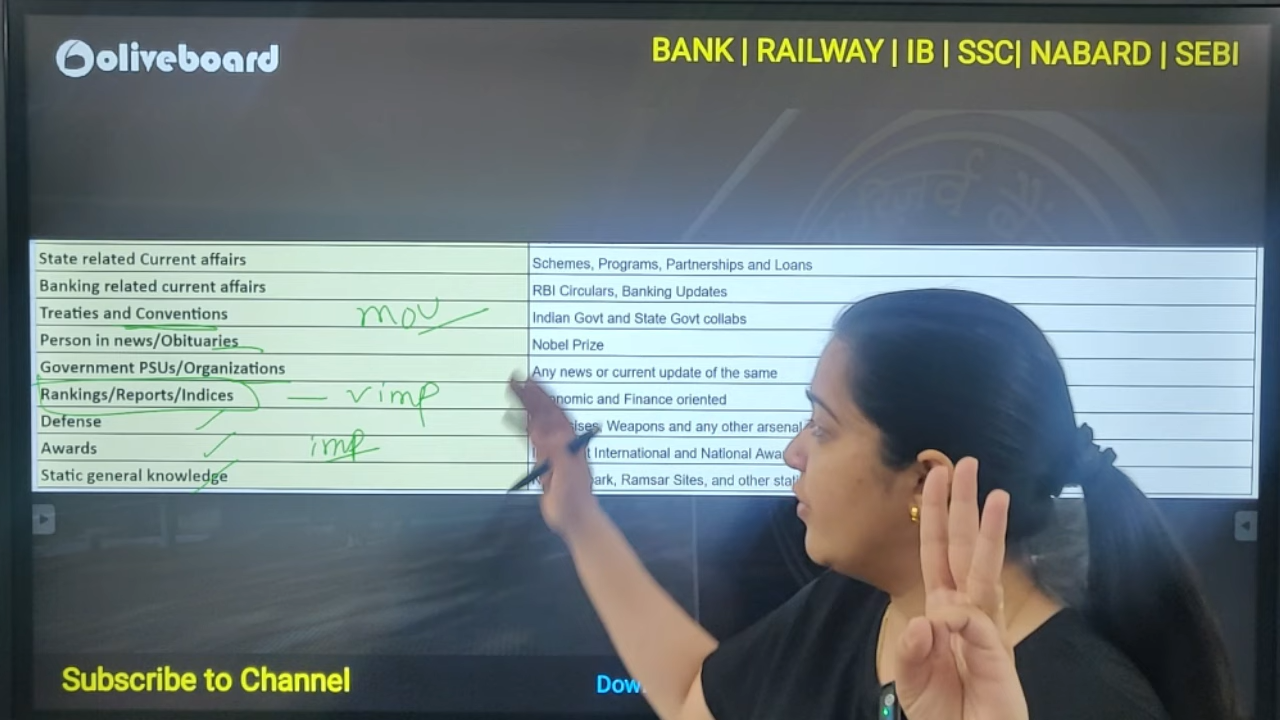 oliveboard
BANK | RAILWAY | IB | SSC| NABARD | SEBI
रिज़र्व बैं
State related Current affairs
Schemes, Programs, Partnerships and Loans
Banking related current affairs
RBI Circulars, Banking Updates
Treaties and Conventions
MOU
Indian Govt and State Govt collabs
Person in news/Obituaries
Nobel Prize
Government PSUs/Organizations
Any news or current update of the same
Rankings/Reports/Indices
— v imp
and Finance oriented
Defense
Weapons and any other arsenal
Awards
imp
International and National
Static general knowledge
Ramsar Sites, and other
Subscribe to Channel